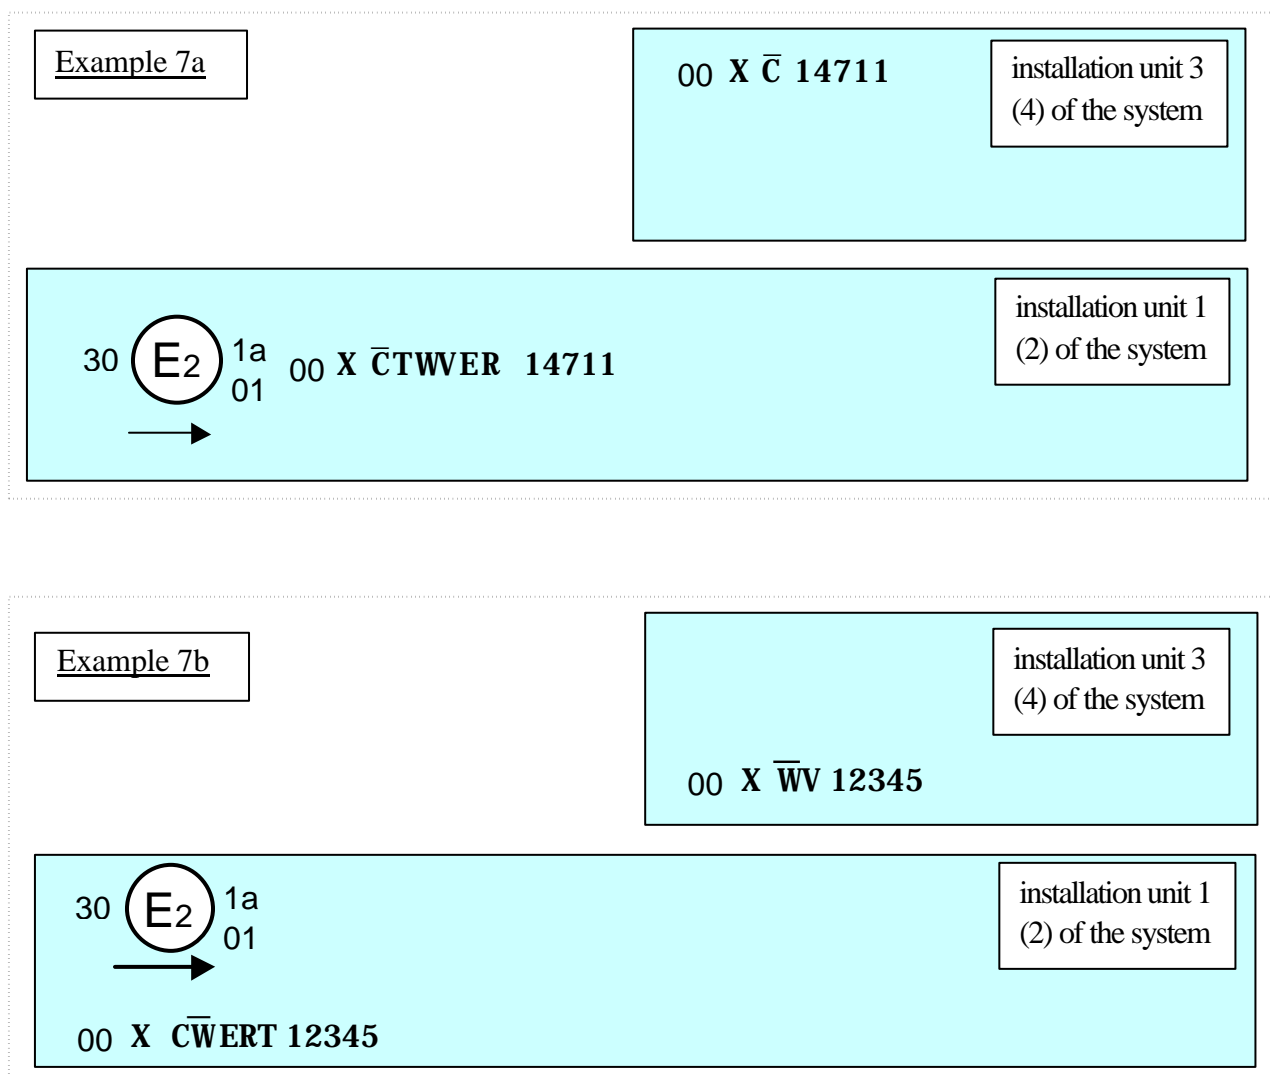 Example 7a
00 X C̅ 14711
installation unit 3
(4) of the system
30 E2 1a
01
00 X C̅TWVER 14711
installation unit 1
(2) of the system
Example 7b
installation unit 3
(4) of the system
00 X W̅V 12345
30 E2 1a
01
installation unit 1
(2) of the system
00 X CW̅ERT 12345